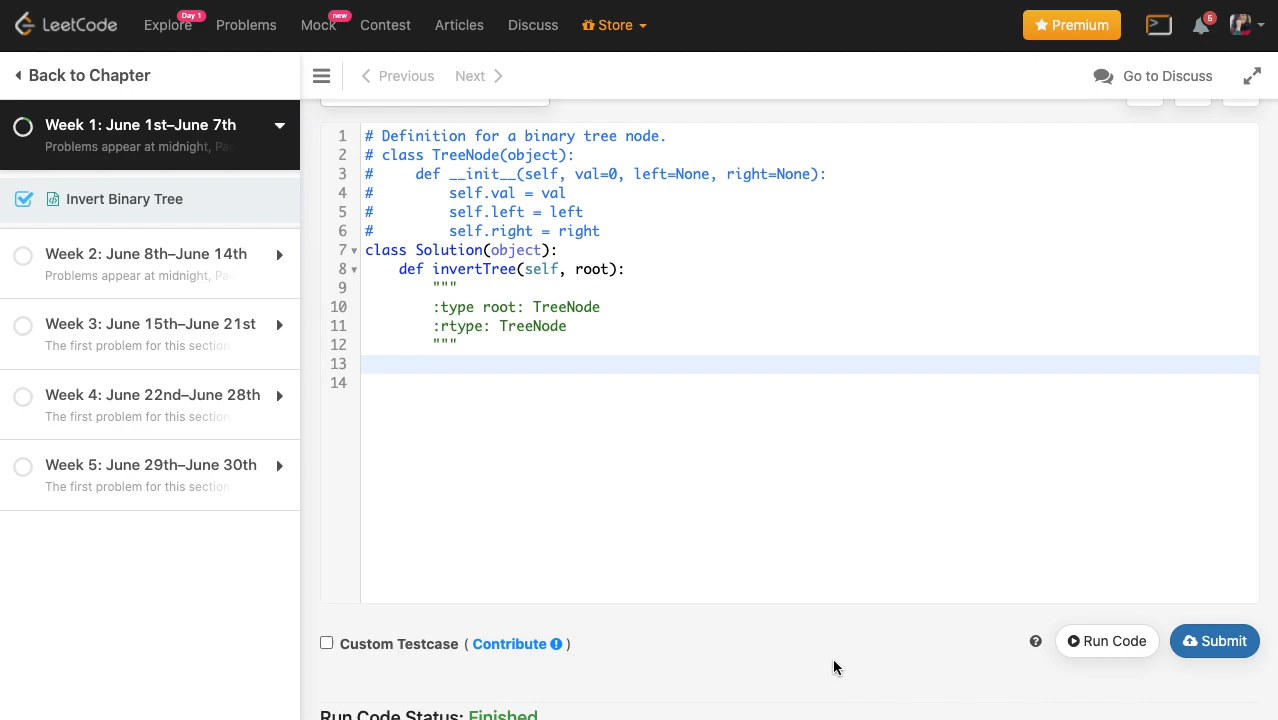 LeetCode
Explore
Day 1
Problems
Mock
new
Contest
Articles
Discuss
Store
Premium
5
Back to Chapter
Previous
Next
Go to Discuss
Week 1: June 1st–June 7th
Problems appear at midnight,
Invert Binary Tree
Week 2: June 8th–June 14th
Problems appear at midnight,
Week 3: June 15th–June 21st
The first problem for this section
Week 4: June 22nd–June 28th
The first problem for this section
Week 5: June 29th–June 30th
The first problem for this section
1 # Definition for a binary tree node.
2 # class TreeNode(object):
3 #     def __init__(self, val=0, left=None, right=None):
4 #         self.val = val
5 #         self.left = left
6 #         self.right = right
7 class Solution(object):
8     def invertTree(self, root):
9         """
10         :type root: TreeNode
11         :rtype: TreeNode
12         """
13
14
Custom Testcase ( Contribute )
Run Code
Submit
Run Code Status: Finished